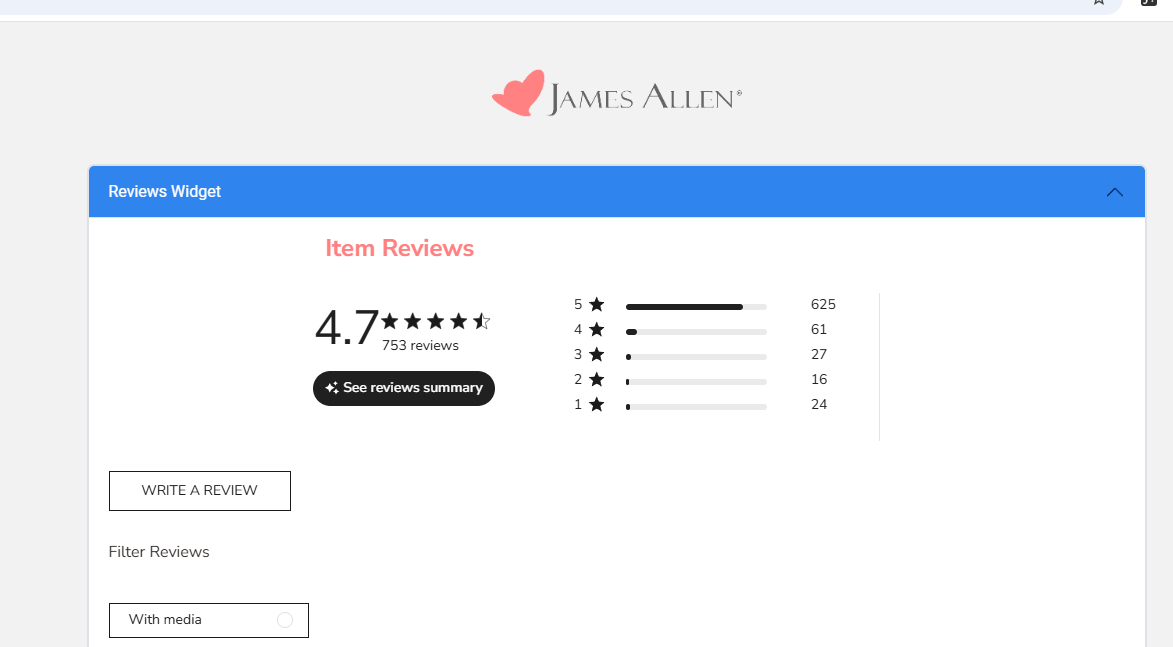 JAMES ALLEN®
Reviews Widget
Item Reviews
4.7
753 reviews
See reviews summary
5 625
4 61
3 27
2 16
1 24
WRITE A REVIEW
Filter Reviews
With media